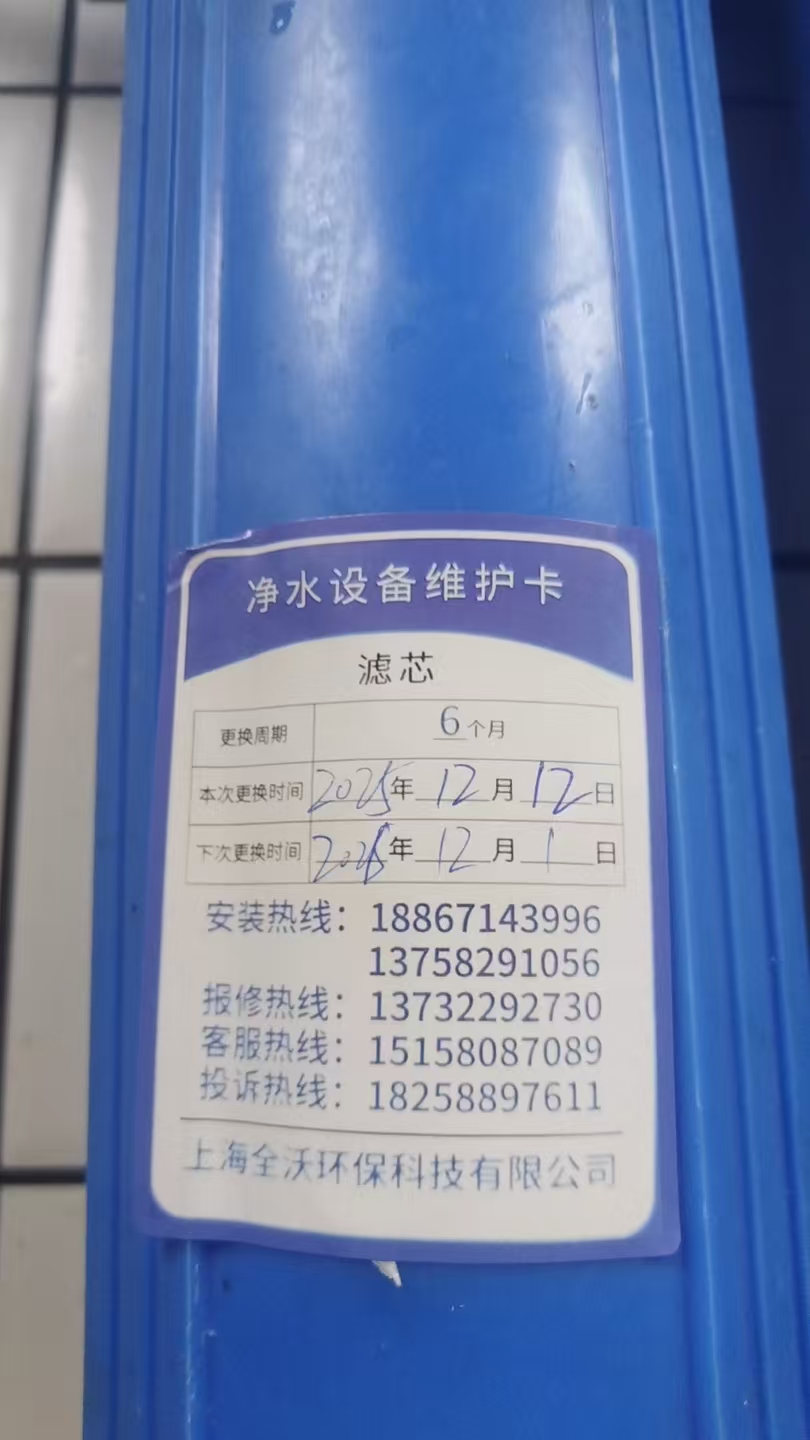 净水设备维护卡
滤芯
更换周期 6个月
本次更换时间 2025年12月12日
下次更换时间 2026年12月1日
安装热线：18867143996
13758291056
报修热线：13732292730
客服热线：15158087089
投诉热线：18258897611
上海全沃环保科技有限公司